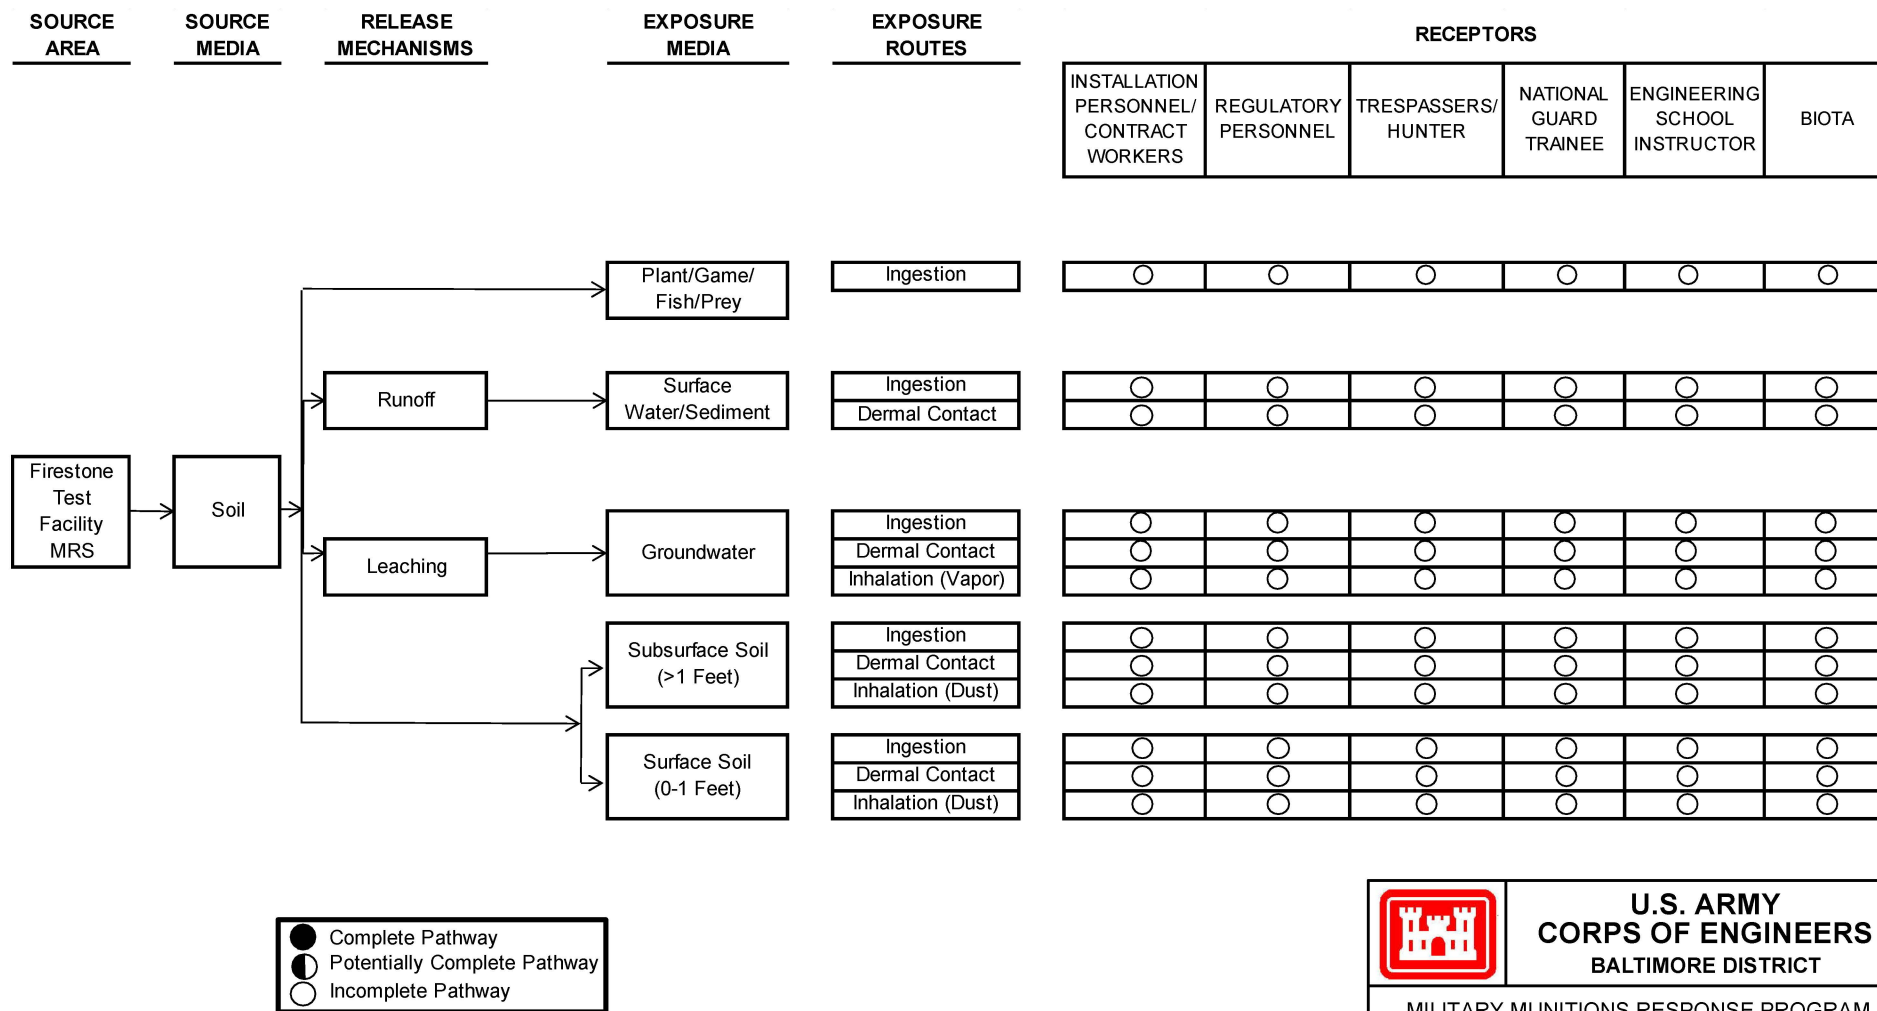 SOURCE
AREA
SOURCE
MEDIA
RELEASE
MECHANISMS
EXPOSURE
MEDIA
EXPOSURE
ROUTES
RECEPTORS
INSTALLATION
PERSONNEL/
CONTRACT
WORKERS
REGULATORY
PERSONNEL
TRESPASSERS/
HUNTER
NATIONAL
GUARD
TRAINEE
ENGINEERING
SCHOOL
INSTRUCTOR
BIOTA
Firestone
Test
Facility
MRS
Soil
Plant/Game/
Fish/Prey
Ingestion
Runoff
Surface
Water/Sediment
Ingestion
Dermal Contact
Leaching
Groundwater
Ingestion
Dermal Contact
Inhalation (Vapor)
Subsurface Soil
(>1 Feet)
Ingestion
Dermal Contact
Inhalation (Dust)
Surface Soil
(0-1 Feet)
Ingestion
Dermal Contact
Inhalation (Dust)
Complete Pathway
Potentially Complete Pathway
Incomplete Pathway
U.S. ARMY
CORPS OF ENGINEERS
BALTIMORE DISTRICT
MILITARY MUNITIONS RESPONSE PROGRAM